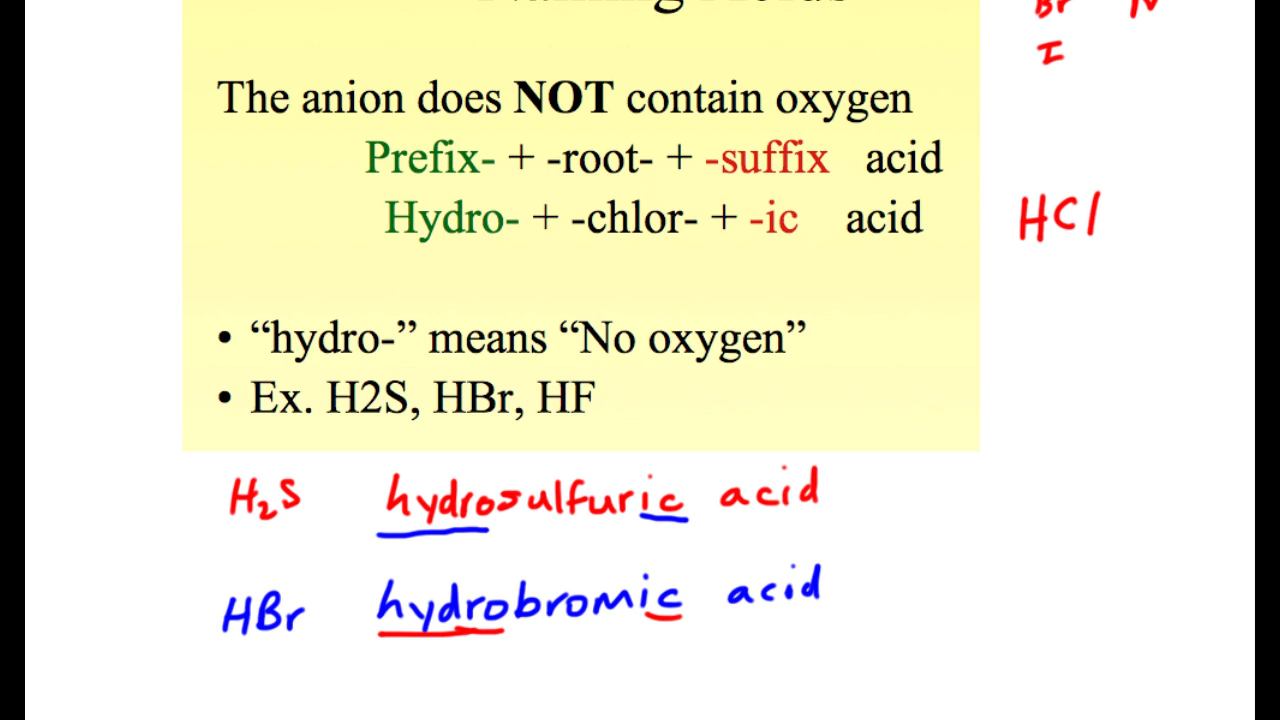 Br N
I
The anion does NOT contain oxygen
Prefix- + -root- + -suffix acid
Hydro- + -chlor- + -ic acid
HCl
• “hydro-” means “No oxygen”
• Ex. H2S, HBr, HF
H₂S hydrosulfuric acid
HBr hydrobromic acid